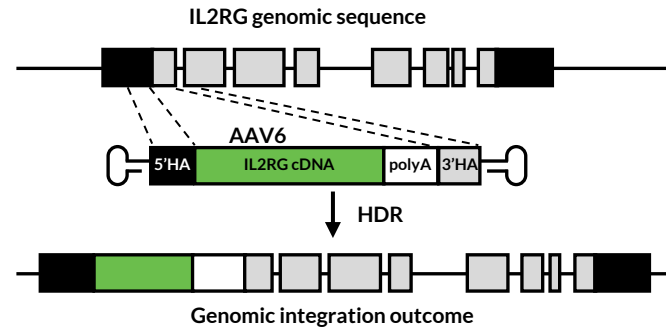 IL2RG genomic sequence
AAV6
5'HA IL2RG cDNA polyA 3'HA
HDR
Genomic integration outcome